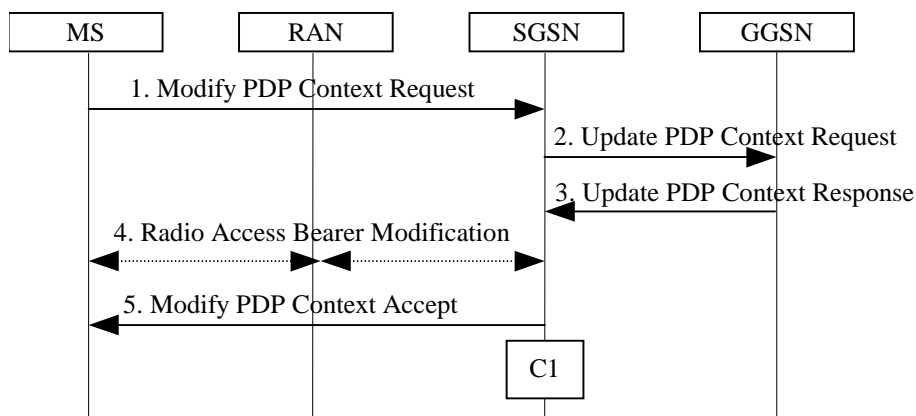 MS
RAN
SGSN
GGSN
1. Modify PDP Context Request
2. Update PDP Context Request
3. Update PDP Context Response
4. Radio Access Bearer Modification
5. Modify PDP Context Accept
C1